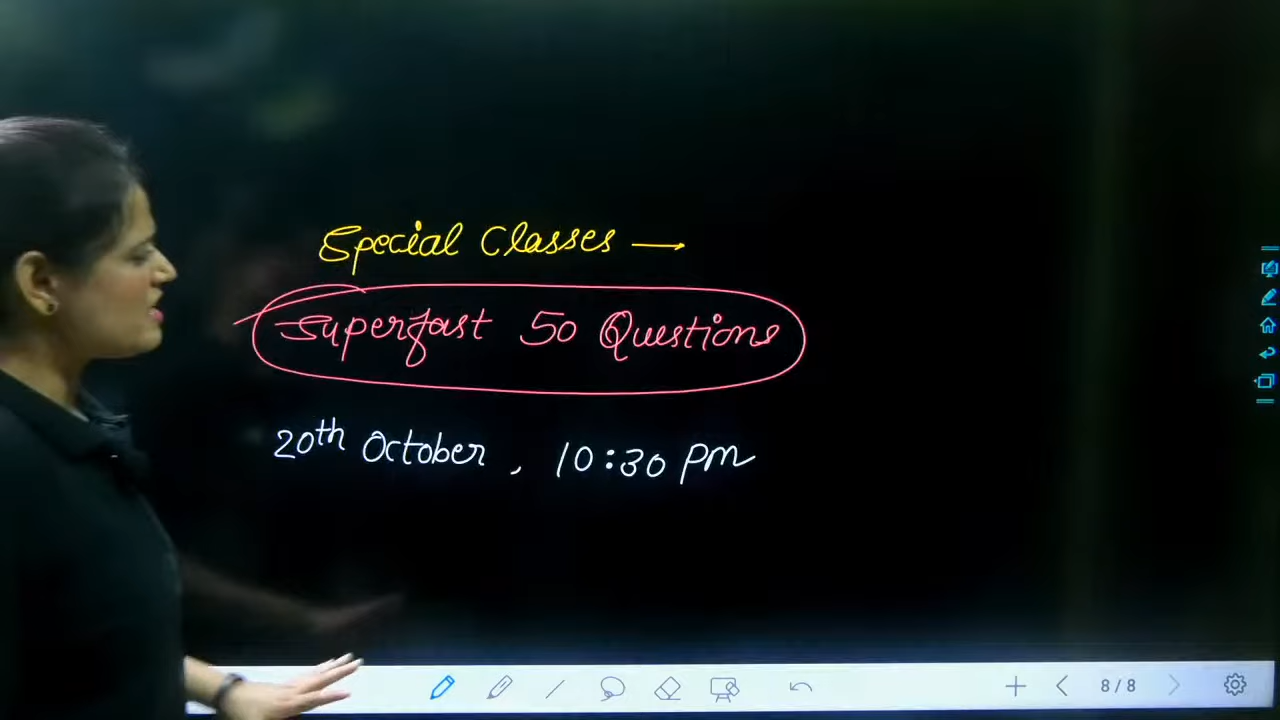 Special Classes →
Superfast 50 Questions
20th October, 10:30 pm
8/8